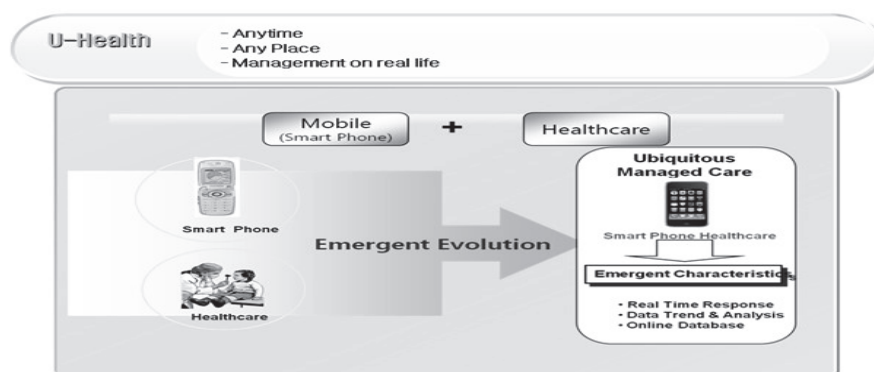 U-Health
- Anytime
- Any Place
- Management on real life
Mobile
(Smart Phone)
+
Healthcare
Smart Phone
Healthcare
Emergent Evolution
Ubiquitous
Managed Care
Smart Phone Healthcare
Emergent Characteristics
• Real Time Response
• Data Trend & Analysis
• Online Database